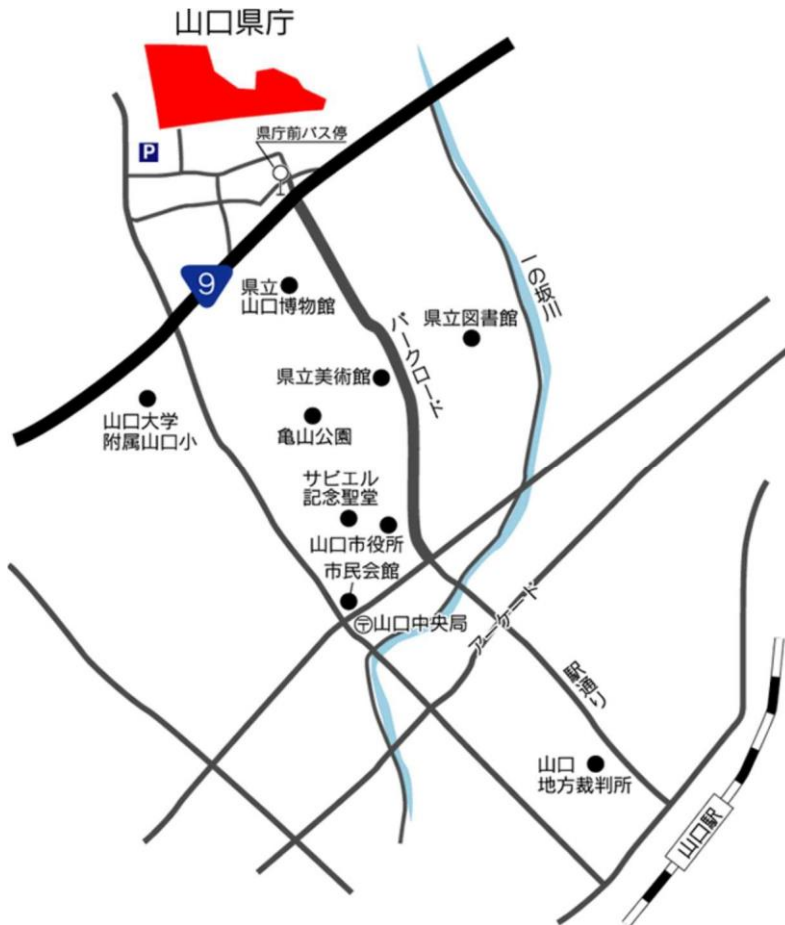 山口県庁
県庁前バス停
P
9
県立
山口博物館
一の坂川
県立図書館
パークロード
県立美術館
山口大学
附属山口小
亀山公園
サビエル
記念聖堂
山口市役所
市民会館
〒山口中央局
アーケード
駅通り
山口
地方裁判所
山口駅